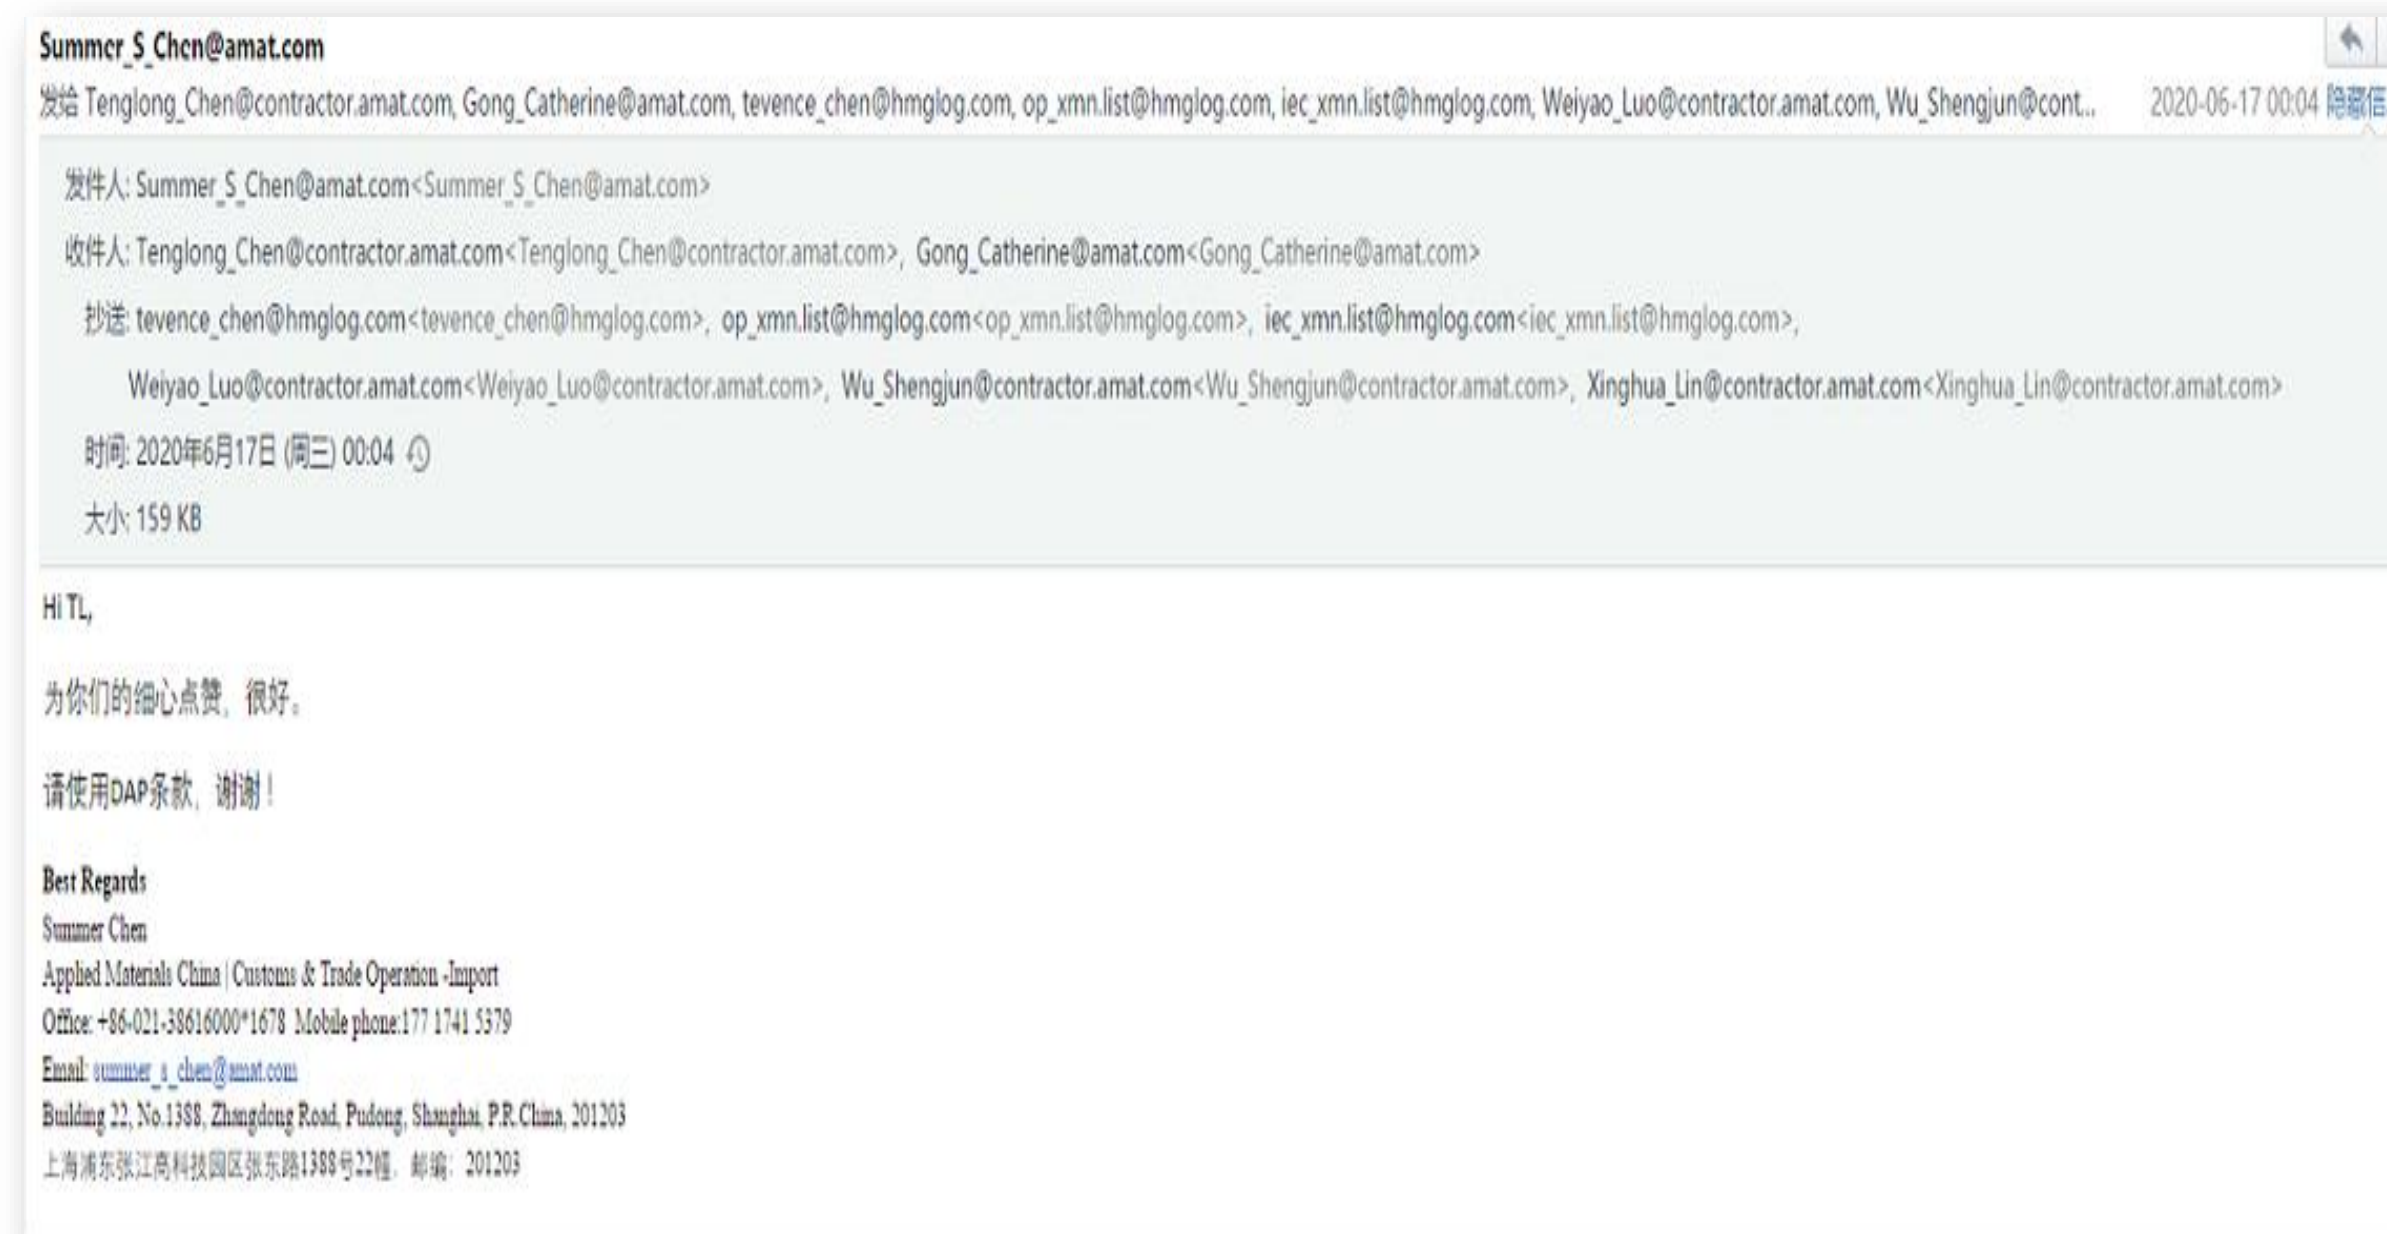 Summer_S_Chen@amat.com
发给 Tenglong_Chen@contractor.amat.com, Gong_Catherine@amat.com, tevence_chen@hmglog.com, op_xmn.list@hmglog.com, iec_xmn.list@hmglog.com, Weiyao_Luo@contractor.amat.com, Wu_Shengjun@cont... 2020-06-17 00:04 隐藏信
发件人: Summer_S_Chen@amat.com<Summer_S_Chen@amat.com>
收件人: Tenglong_Chen@contractor.amat.com<Tenglong_Chen@contractor.amat.com>, Gong_Catherine@amat.com<Gong_Catherine@amat.com>
抄送: tevence_chen@hmglog.com<tevence_chen@hmglog.com>, op_xmn.list@hmglog.com<op_xmn.list@hmglog.com>, iec_xmn.list@hmglog.com<iec_xmn.list@hmglog.com>,
Weiyao_Luo@contractor.amat.com<Weiyao_Luo@contractor.amat.com>, Wu_Shengjun@contractor.amat.com<Wu_Shengjun@contractor.amat.com>, Xinghua_Lin@contractor.amat.com<Xinghua_Lin@contractor.amat.com>
时间: 2020年6月17日 (周三) 00:04
大小: 159 KB
Hi TL,
为你们的细心点赞，很好。
请使用DAP条款，谢谢！
Best Regards
Summer Chen
Applied Materials China | Customs & Trade Operation -Import
Office: +86-021-38616000*1678 Mobile phone:177 1741 5379
Email: summer_s_chen@amat.com
Building 22, No.1388, Zhangdong Road, Pudong, Shanghai, P.R.China, 201203
上海浦东张江高科技园区张东路1388号22幢，邮编：201203